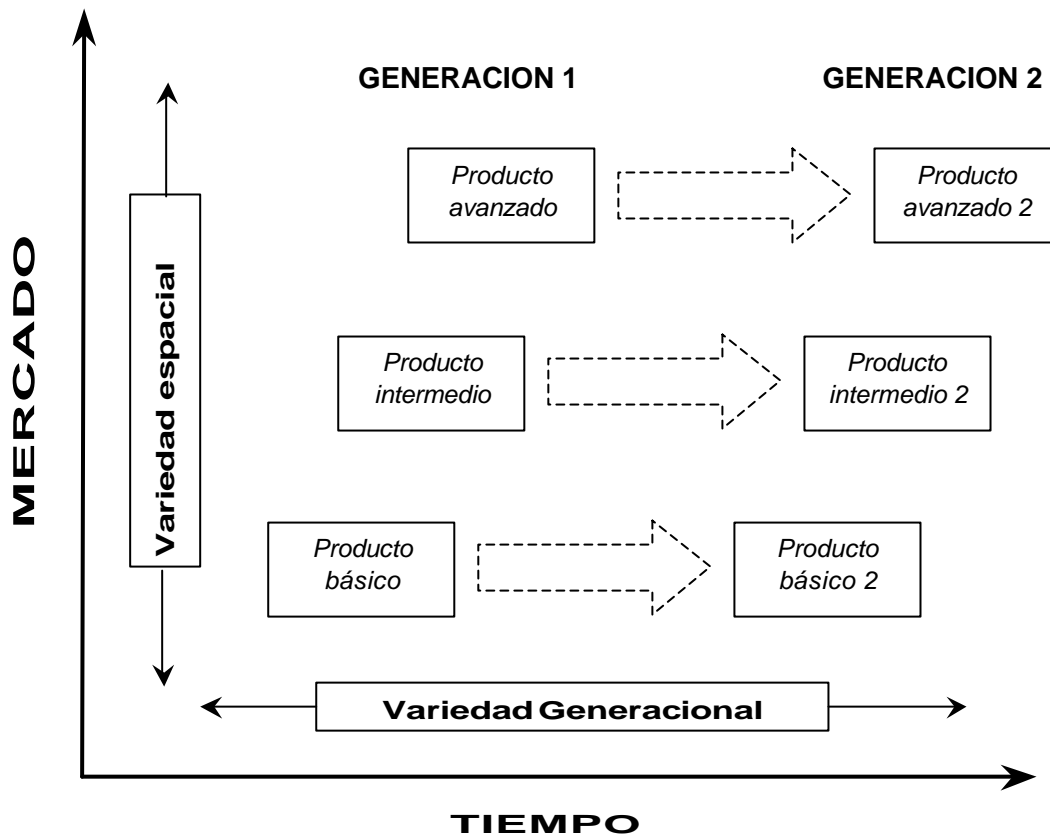 GENERACION 1
GENERACION 2
Producto
avanzado
Producto
avanzado 2
MERCADO
Variedad espacial
Producto
intermedio
Producto
intermedio 2
Producto
básico
Producto
básico 2
Variedad Generacional
TIEMPO